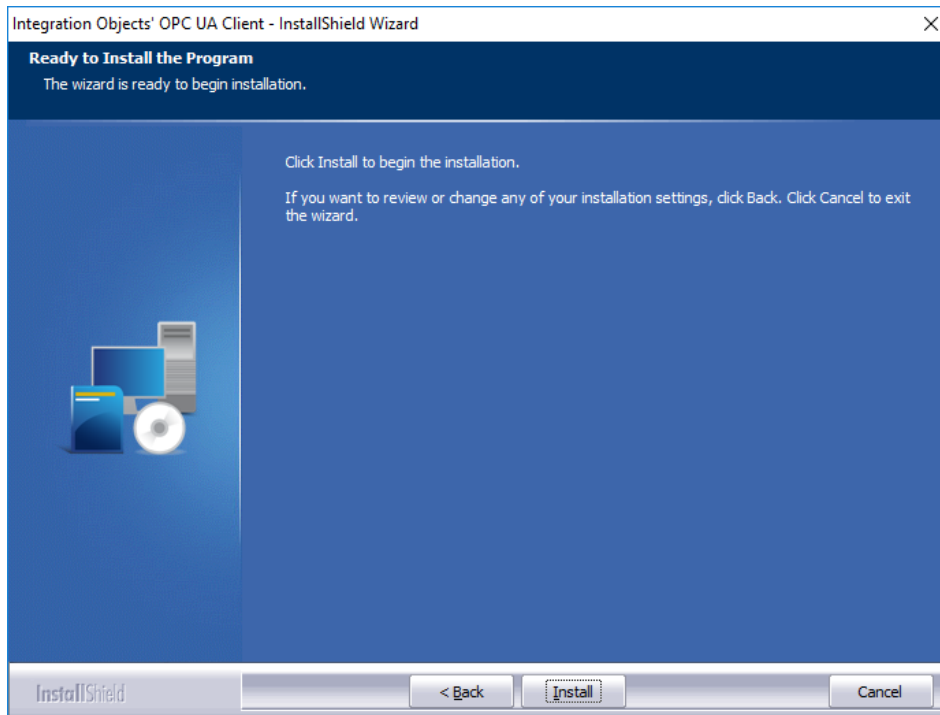 Integration Objects' OPC UA Client - InstallShield Wizard
Ready to Install the Program
The wizard is ready to begin installation.
Click Install to begin the installation.
If you want to review or change any of your installation settings, click Back. Click Cancel to exit
the wizard.
InstallShield
< Back
Install
Cancel